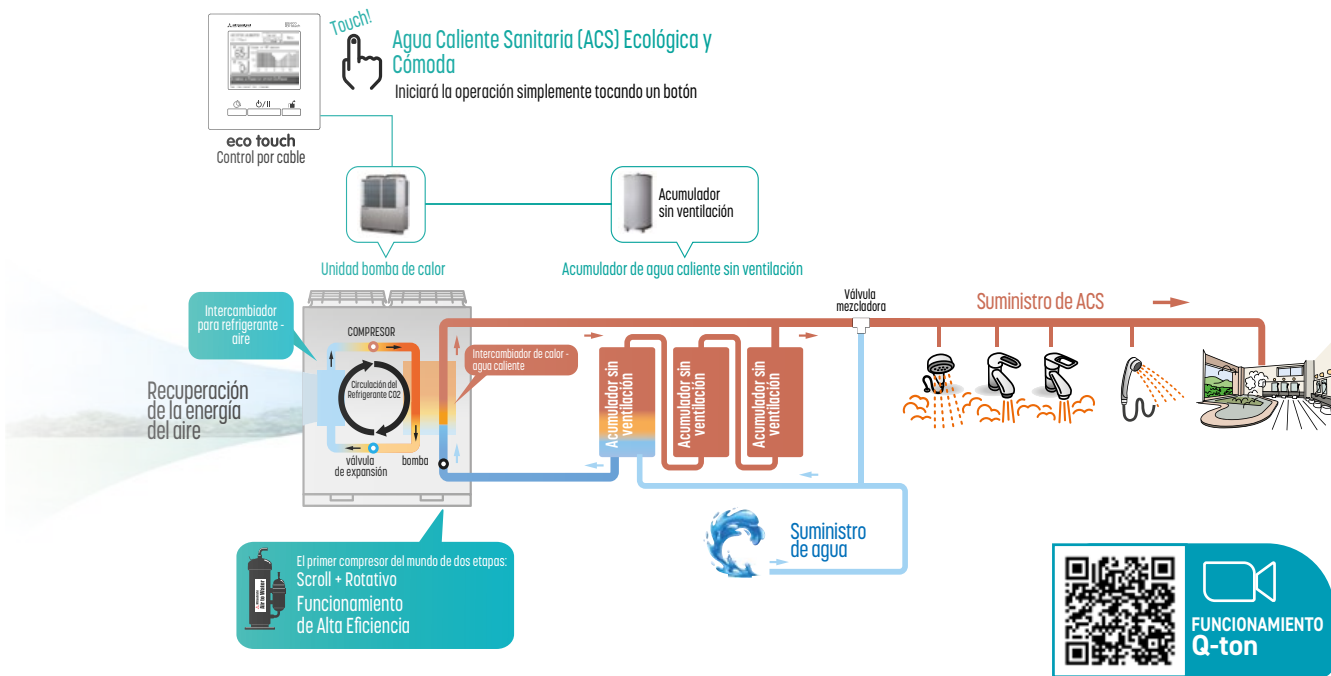 Touch!
Agua Caliente Sanitaria (ACS) Ecológica y
Cómoda
Iniciará la operación simplemente tocando un botón
eco touch
Control por cable
Acumulador
sin ventilación
Unidad bomba de calor
Acumulador de agua caliente sin ventilación
Intercambiador
para refrigerante -
aire
COMPRESOR
Circulación del
Refrigerante CO2
Intercambiador de calor -
agua caliente
válvula
de expansión
bomba
Recuperación
de la energía
del aire
Acumulador sin
ventilación
Acumulador sin
ventilación
Acumulador sin
ventilación
Válvula
mezcladora
Suministro de ACS
Suministro
de agua
El primer compresor del mundo de dos etapas:
Scroll + Rotativo
Funcionamiento
de Alta Eficiencia
Air to Water
FUNCIONAMIENTO
Q-ton